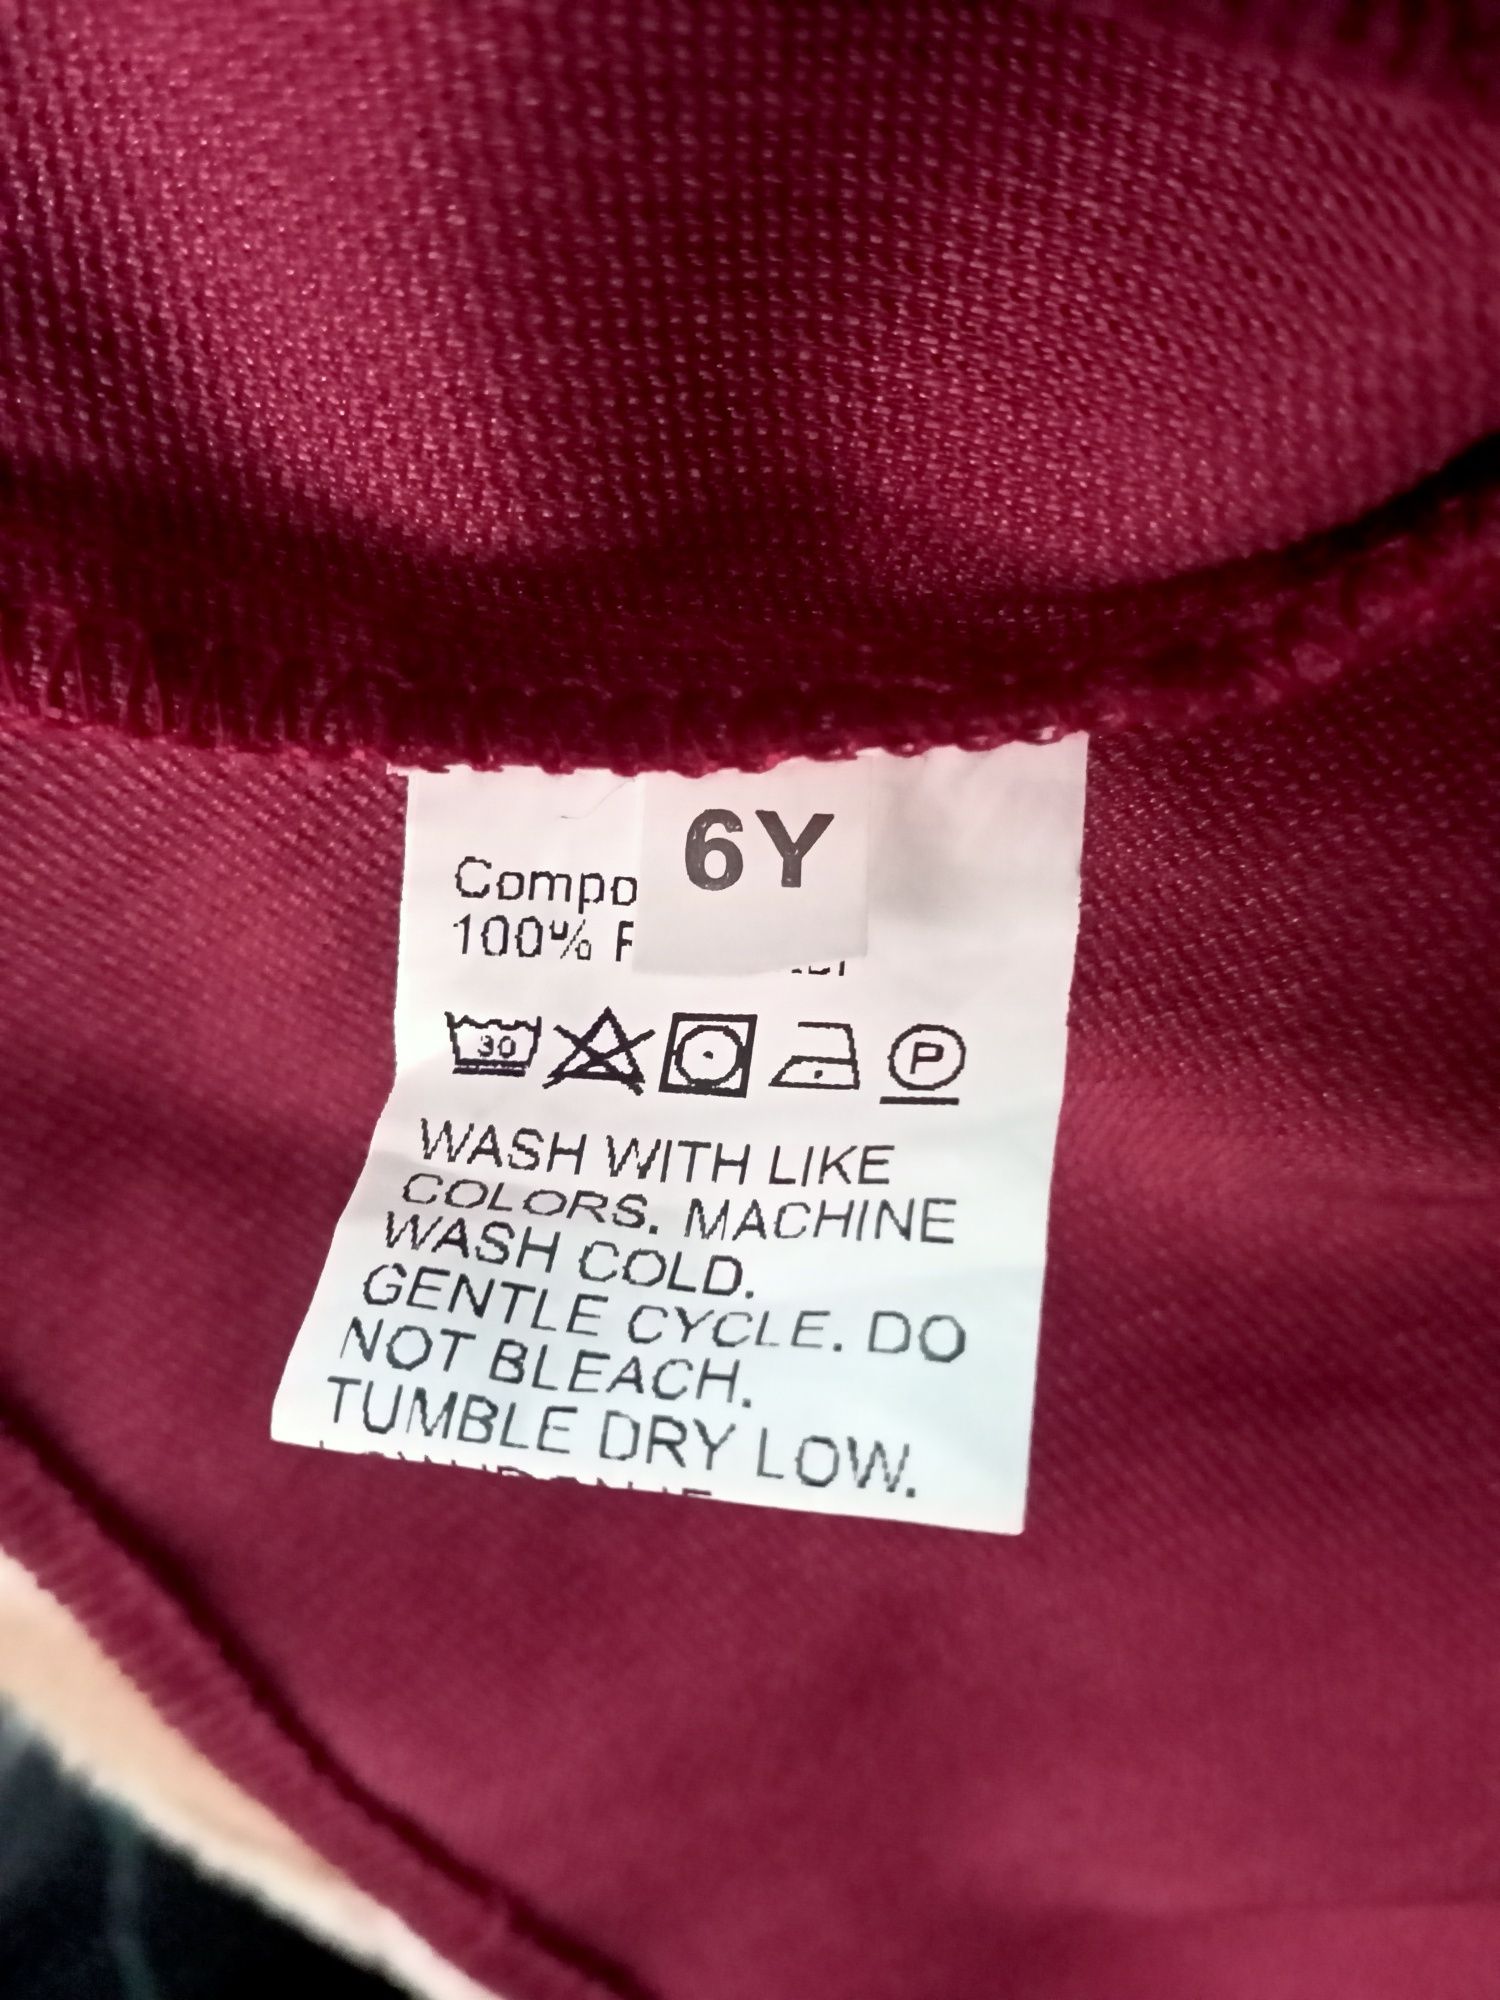 6Y
Compo
100%
30
P
WASH WITH LIKE
COLORS. MACHINE
WASH COLD.
GENTLE CYCLE. DO
NOT BLEACH.
TUMBLE DRY LOW.